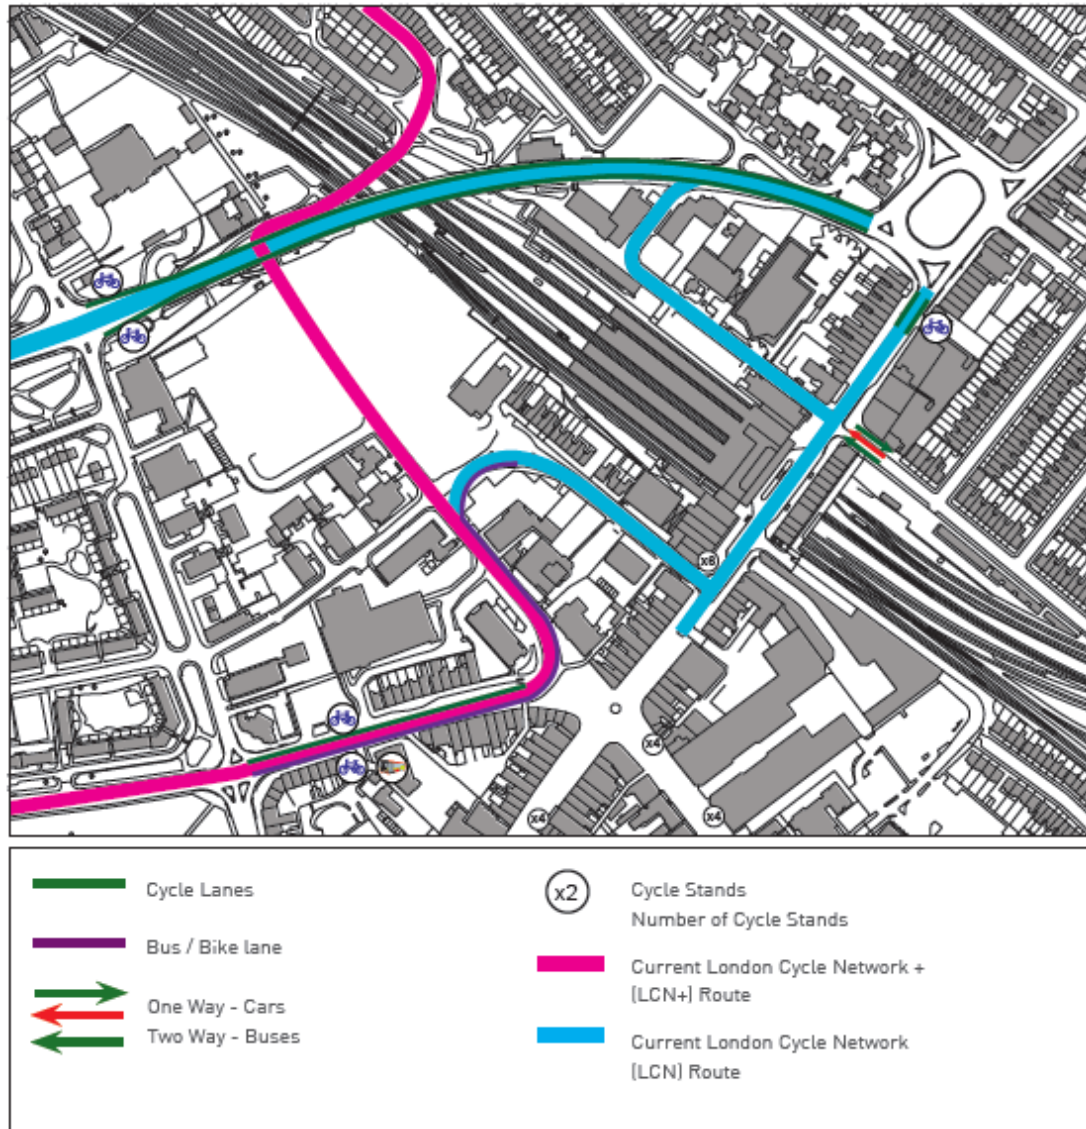 x6
x4
x4
x4
Cycle Lanes
Bus / Bike lane
One Way - Cars
Two Way - Buses
x2
Cycle Stands
Number of Cycle Stands
Current London Cycle Network +
(LCN+) Route
Current London Cycle Network
(LCN) Route